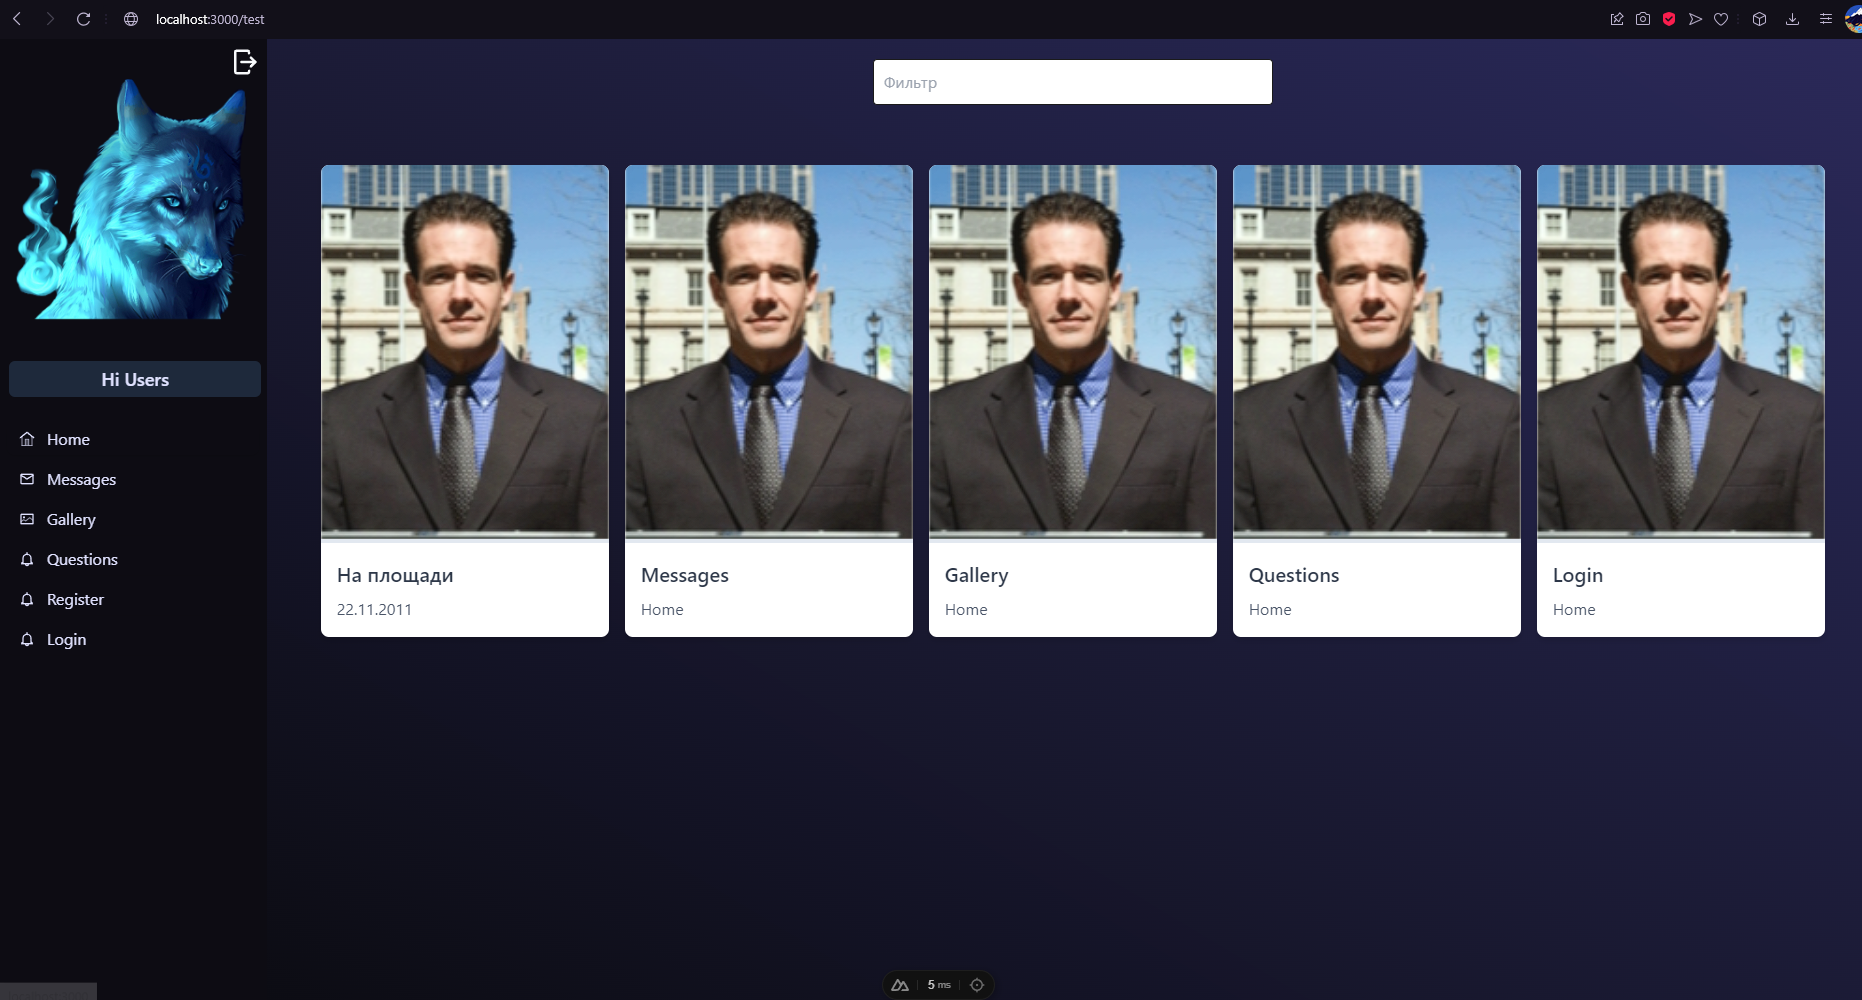 localhost:3000/test
Фильтр
Hi Users
Home
Messages
Gallery
Questions
Register
Login
На площади
22.11.2011
Messages
Home
Gallery
Home
Questions
Home
Login
Home
5 ms